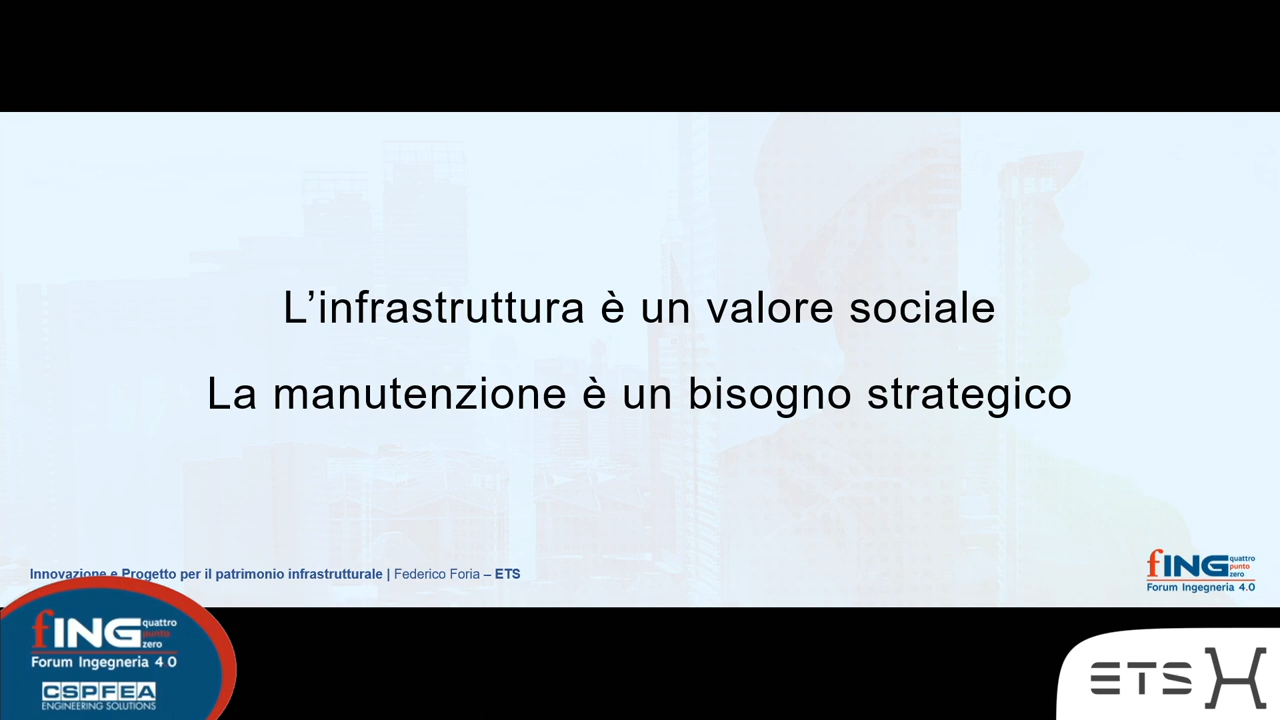 L’infrastruttura è un valore sociale
La manutenzione è un bisogno strategico
Innovazione e Progetto per il patrimonio infrastrutturale | Federico Foria – ETS
fING quattro punto zero
Forum Ingegneria 4.0
fING quattro punto zero
Forum Ingegneria 4 0
CSPFEA
ENGINEERING SOLUTIONS
ETS